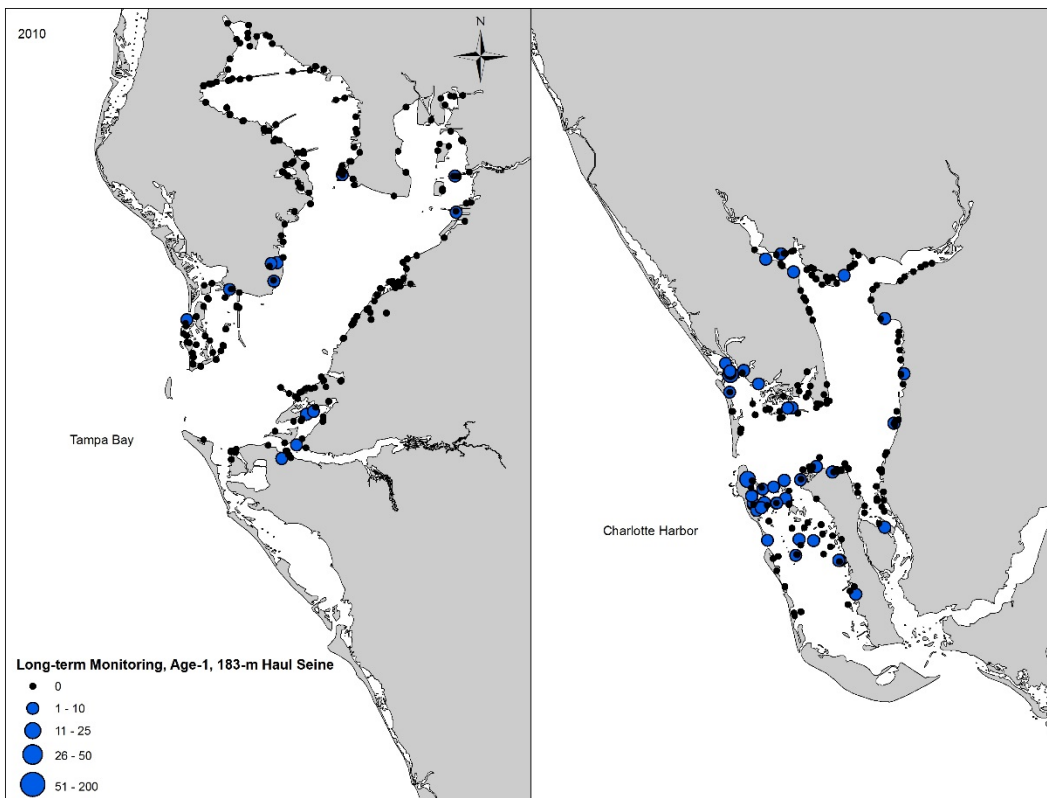 2010
N
Tampa Bay
Charlotte Harbor
Long-term Monitoring, Age-1, 183-m Haul Seine
0
1 - 10
11 - 25
26 - 50
51 - 200